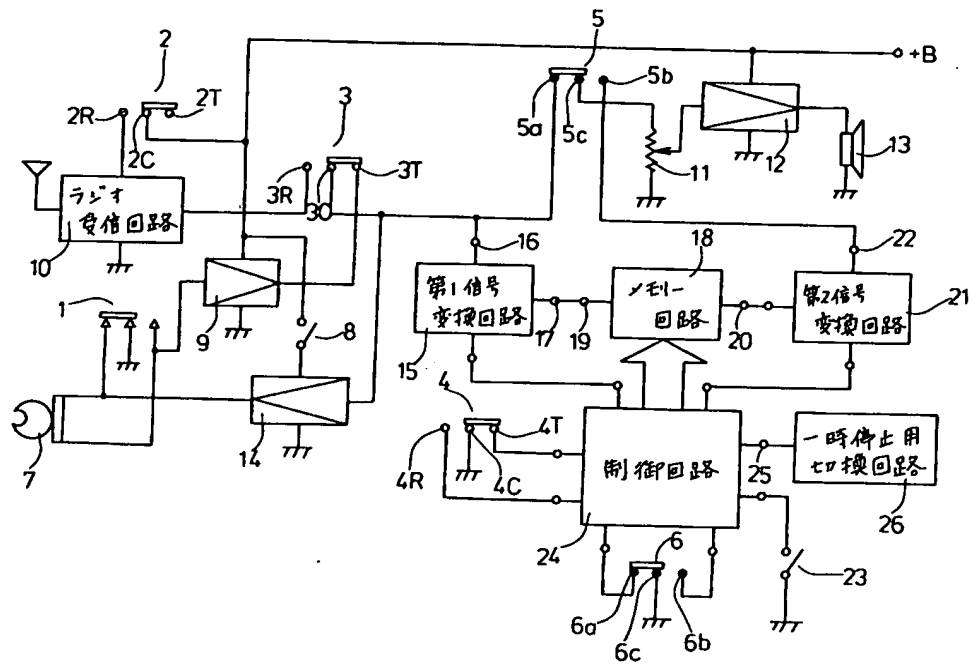 2
5
+B
2R
2T
2C
3
5a
5c
5b
12
13
11
3R
30
3T
ラジオ
受信回路
10
16
18
22
第1信号
変換回路
メモリー
回路
第2信号
変換回路
21
1
9
8
15
17
19
20
4
4T
4R
4C
制御回路
24
一時停止用
切換回路
25
26
7
14
6
6a
6c
6b
23